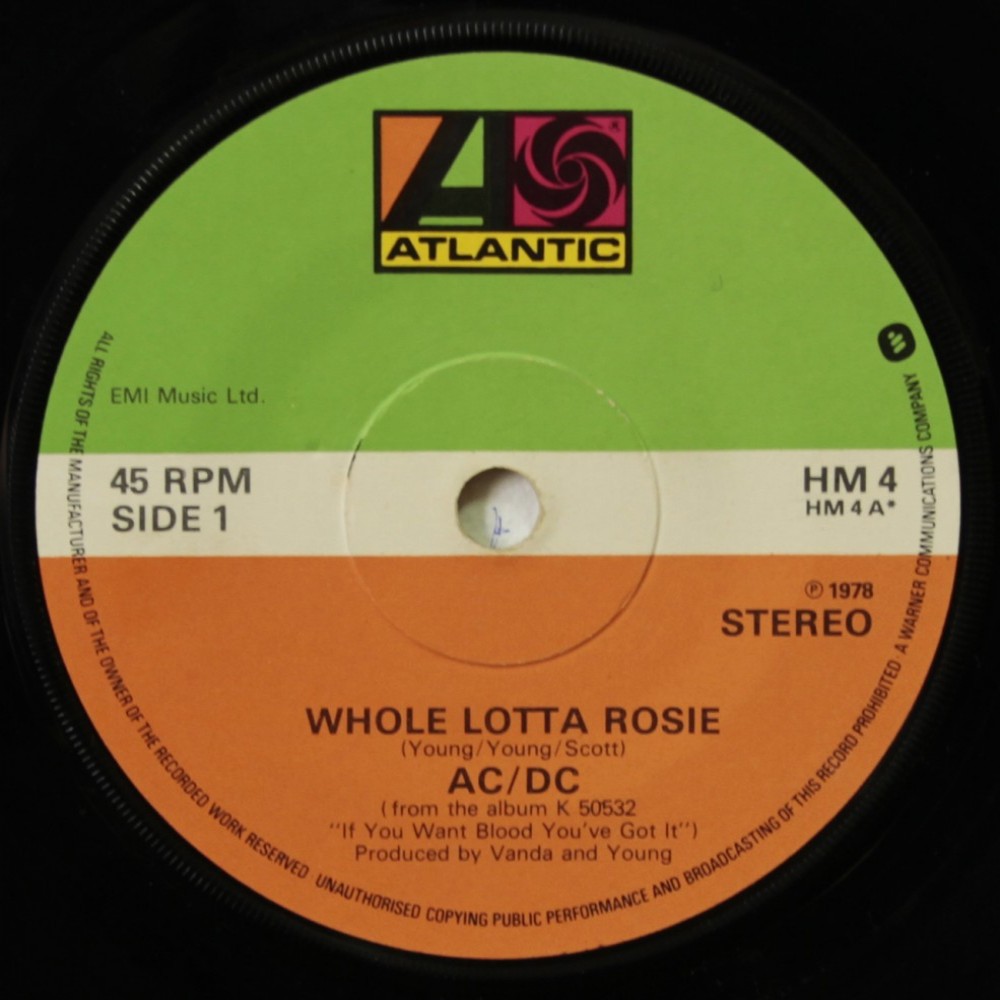 ATLANTIC
EMI Music Ltd.
45 RPM
SIDE 1
HM 4
HM 4 A*
℗ 1978
STEREO
WHOLE LOTTA ROSIE
(Young/Young/Scott)
AC/DC
(from the album K 50532
"If You Want Blood You've Got It")
Produced by Vanda and Young
ALL RIGHTS OF THE MANUFACTURER AND OF THE OWNER OF THE RECORDED WORK RESERVED UNAUTHORISED COPYING PUBLIC PERFORMANCE AND BROADCASTING OF THIS RECORD PROHIBITED A WARNER COMMUNICATIONS COMPANY